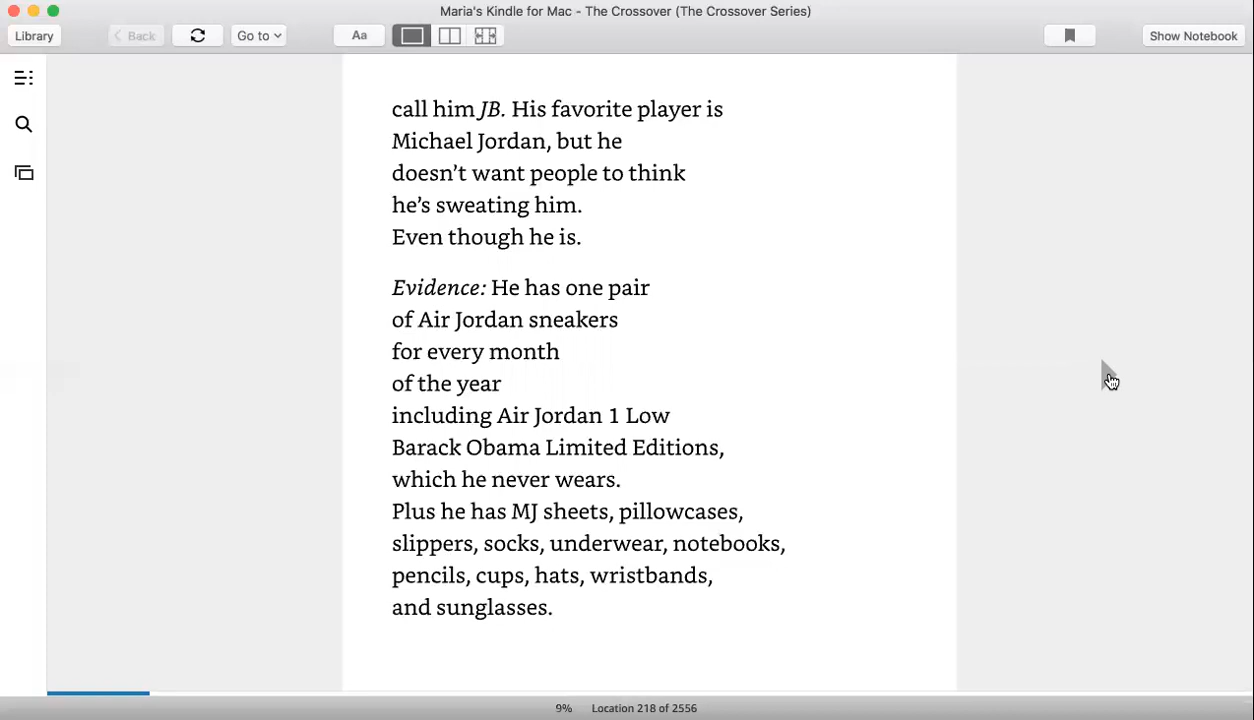 Maria's Kindle for Mac - The Crossover (The Crossover Series)
Library Back Go to Aa Show Notebook
call him JB. His favorite player is
Michael Jordan, but he
doesn’t want people to think
he’s sweating him.
Even though he is.
Evidence: He has one pair
of Air Jordan sneakers
for every month
of the year
including Air Jordan 1 Low
Barack Obama Limited Editions,
which he never wears.
Plus he has MJ sheets, pillowcases,
slippers, socks, underwear, notebooks,
pencils, cups, hats, wristbands,
and sunglasses.
9% Location 218 of 2556